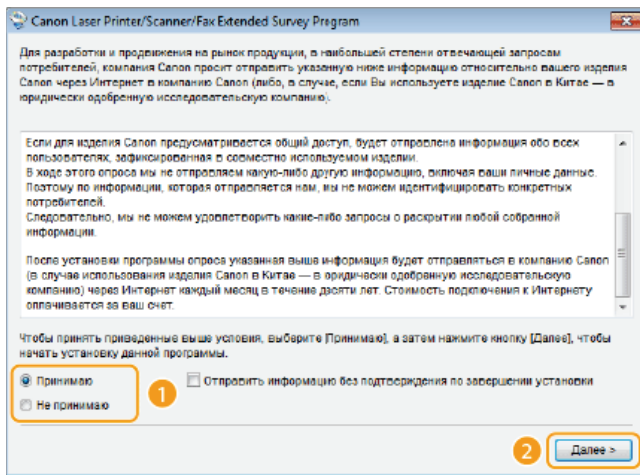 Canon Laser Printer/Scanner/Fax Extended Survey Program
Для разработки и продвижения на рынок продукции, в наибольшей степени отвечающей запросам
потребителей, компания Canon просит отправить указанную ниже информацию относительно вашего изделия
Canon через Интернет в компанию Canon (либо, в случае, если Вы используете изделие Canon в Китае — в
юридически одобренную исследовательскую компанию).
Если для изделия Canon предусматривается общий доступ, будет отправлена информация обо всех
пользователях, зафиксированная в совместно используемом изделии.
В ходе этого опроса мы не отправляем какую-либо другую информацию, включая ваши личные данные.
Поэтому по информации, которая отправляется нам, мы не можем идентифицировать конкретных
потребителей.
Следовательно, мы не можем удовлетворить какие-либо запросы о раскрытии любой собранной
информации.
После установки программы опроса указанная выше информация будет отправляться в компанию Canon
(в случае использования изделия Canon в Китае — в юридически одобренную исследовательскую
компанию) через Интернет каждый месяц в течение десяти лет. Стоимость подключения к Интернету
оплачивается за ваш счет.
Чтобы принять приведенные выше условия, выберите [Принимаю], а затем нажмите кнопку [Далее], чтобы
начать установку данной программы.
Принимаю
Отправить информацию без подтверждения по завершении установки
1
Не принимаю
2
Далее >